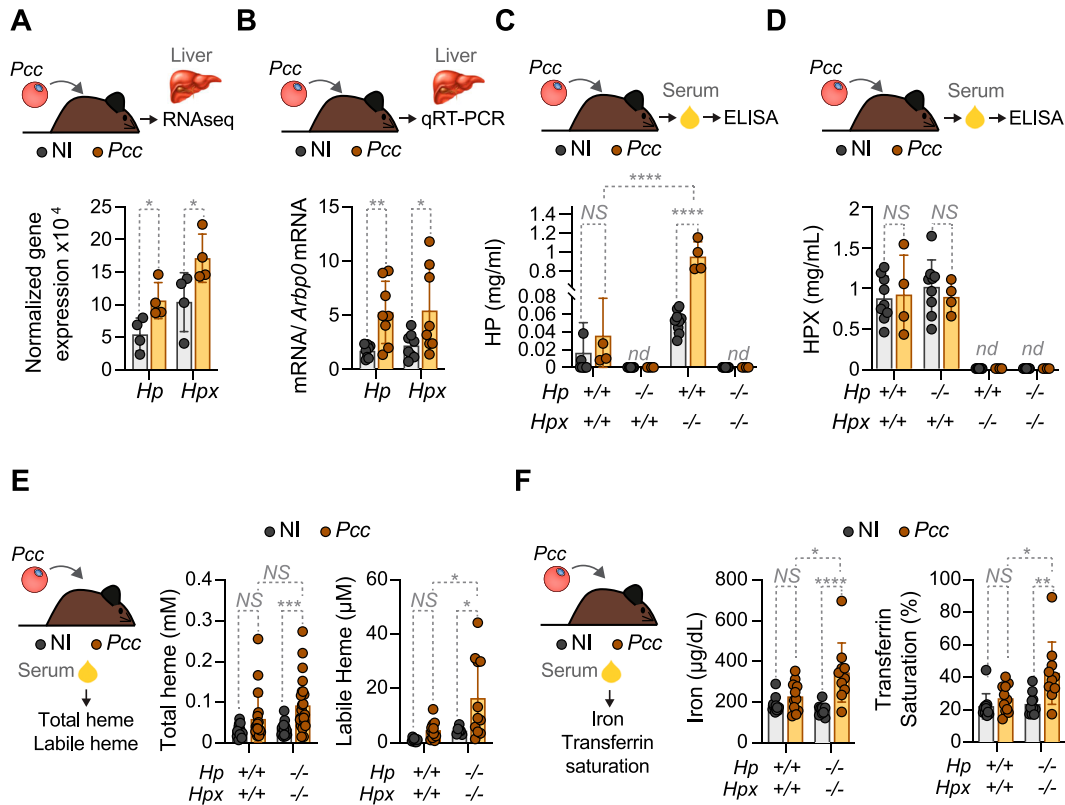 A
Pcc
Liver
RNAseq
NI Pcc
Normalized gene
expression x10⁴
25
20
15
10
5
0
* *
Hp Hpx
B
Pcc
Liver
qRT-PCR
NI Pcc
mRNA/ Arbp0 mRNA
15
10
5
0
** *
Hp Hpx
C
Pcc
Serum
ELISA
NI Pcc
HP (mg/ml)
1.4
1.2
1.0
0.8
0.6
0.4
0.2
0.08
0.06
0.04
0.02
0
****
NS ****
nd nd
Hp +/+ -/- +/+ -/-
Hpx +/+ +/+ -/- -/-
D
Pcc
Serum
ELISA
NI Pcc
HPX (mg/mL)
2
1.5
1
0.5
0
NS NS
nd nd
Hp +/+ -/- +/+ -/-
Hpx +/+ +/+ -/- -/-
E
Pcc
NI Pcc
Serum
Total heme
Labile heme
NI Pcc
Total heme (mM)
0.4
0.3
0.2
0.1
0
NS
NS ***
Hp +/+ -/-
Hpx +/+ -/-
Labile Heme (µM)
60
40
20
0
*
NS *
+/+ -/-
+/+ -/-
F
Pcc
NI Pcc
Serum
Iron
Transferrin
saturation
NI Pcc
Iron (µg/dL)
800
600
400
200
0
*
NS ****
Hp +/+ -/-
Hpx +/+ -/-
Transferrin
Saturation (%)
100
80
60
40
20
0
*
NS **
+/+ -/-
+/+ -/-